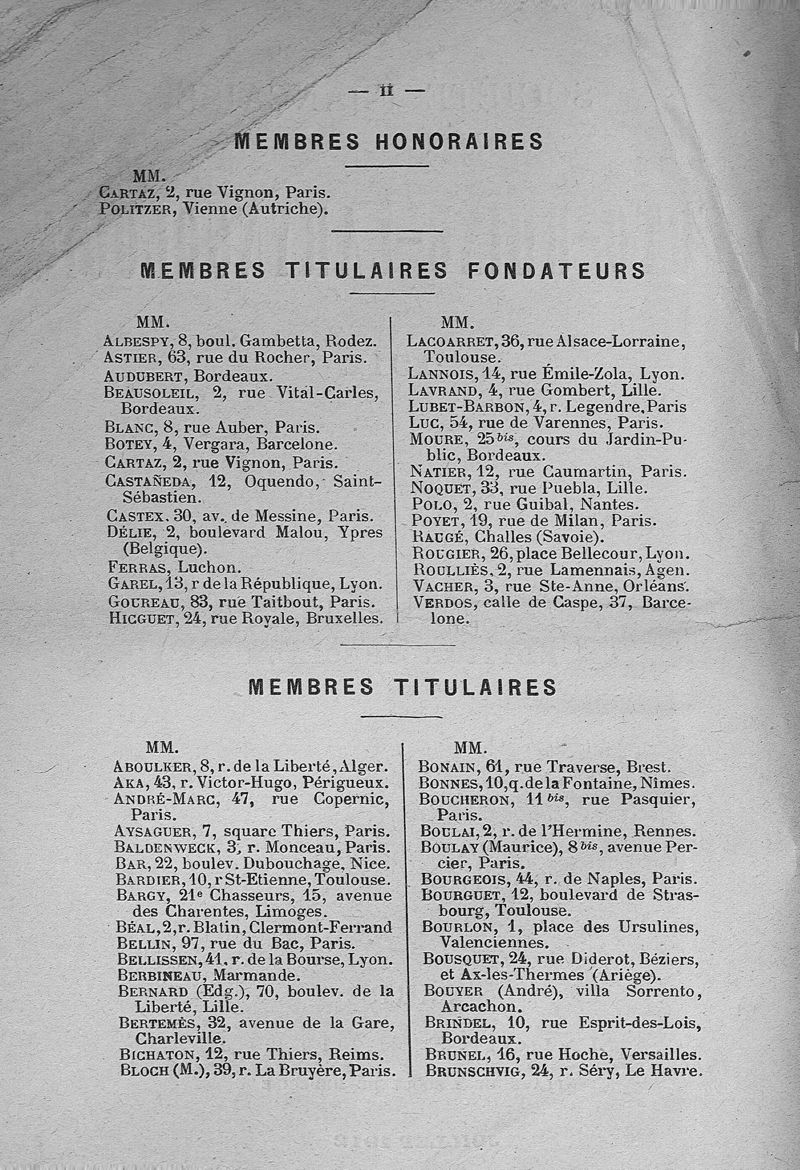 — II —
MEMBRES HONORAIRES
MM.
CARTAZ, 2, rue Vignon, Paris.
POLITZER, Vienne (Autriche).
MEMBRES TITULAIRES FONDATEURS
MM.
ALBESPY, 8, boul. Gambetta, Rodez.
ASTIER, 63, rue du Rocher, Paris.
AUDUBERT, Bordeaux.
BEAUSOLEIL, 2, rue Vital-Carles,
Bordeaux.
BLANC, 8, rue Auber, Paris.
BOTEY, 4, Vergara, Barcelone.
CARTAZ, 2, rue Vignon, Paris.
CASTAÑEDA, 12, Oquendo, Saint-
Sébastien.
CASTEX. 30, av. de Messine, Paris.
DÉLIE, 2, boulevard Malou, Ypres
(Belgique).
FERRAS, Luchon.
GAREL, 13, r de la République, Lyon.
GOUREAU, 83, rue Taitbout, Paris.
HICGUET, 24, rue Royale, Bruxelles.
MM.
LACOARRET, 36, rue Alsace-Lorraine,
Toulouse.
LANNOIS, 14, rue Émile-Zola, Lyon.
LAVRAND, 4, rue Gombert, Lille.
LUBET-BARBON, 4, r. Legendre, Paris
LUC, 54, rue de Varennes, Paris.
MOURE, 25 bis, cours du Jardin-Pu-
blic, Bordeaux.
NATIER, 12, rue Caumartin, Paris.
NOQUET, 33, rue Puebla, Lille.
POLO, 2, rue Guibal, Nantes.
POYET, 19, rue de Milan, Paris.
RAUGÉ, Challes (Savoie).
ROUGIER, 26, place Bellecour, Lyon.
ROULLIÈS, 2, rue Lamennais, Agen.
VACHER, 3, rue Ste-Anne, Orléans.
VERDOS, calle de Caspe, 37, Barce-
lone.
MEMBRES TITULAIRES
MM.
ABOULKER, 8, r. de la Liberté, Alger.
AKA, 43, r. Victor-Hugo, Périgueux.
ANDRÉ-MARC, 47, rue Copernic,
Paris.
AYSAGUER, 7, square Thiers, Paris.
BALDENWECK, 3, r. Monceau, Paris.
BAR, 22, boulev. Dubouchage, Nice.
BARDIER, 10, r St-Etienne, Toulouse.
BARGY, 21e Chasseurs, 15, avenue
des Charentes, Limoges.
BÉAL, 2, r. Blatin, Clermont-Ferrand
BELLIN, 97, rue du Bac, Paris.
BELLISSEN, 41, r. de la Bourse, Lyon.
BERBINEAU, Marmande.
BERNARD (Edg.), 70, boulev. de la
Liberté, Lille.
BERTEMÈS, 32, avenue de la Gare,
Charleville.
BICHATON, 12, rue Thiers, Reims.
BLOCH (M.), 39, r. La Bruyère, Paris.
MM.
BONAIN, 61, rue Traverse, Brest.
BONNES, 10, q. de la Fontaine, Nîmes.
BOUCHERON, 11 bis, rue Pasquier,
Paris.
BOULAI, 2, r. de l'Hermine, Rennes.
BOULAY (Maurice), 8 bis, avenue Per-
cier, Paris.
BOURGEOIS, 44, r. de Naples, Paris.
BOURGUET, 12, boulevard de Stras-
bourg, Toulouse.
BOURLON, 1, place des Ursulines,
Valenciennes.
BOUSQUET, 24, rue Diderot, Béziers,
et Ax-les-Thermes (Ariège).
BOUYER (André), villa Sorrento,
Arcachon.
BRINDEL, 10, rue Esprit-des-Lois,
Bordeaux.
BRUNEL, 16, rue Hoche, Versailles.
BRUNSCHVIG, 24, r. Séry, Le Havre.